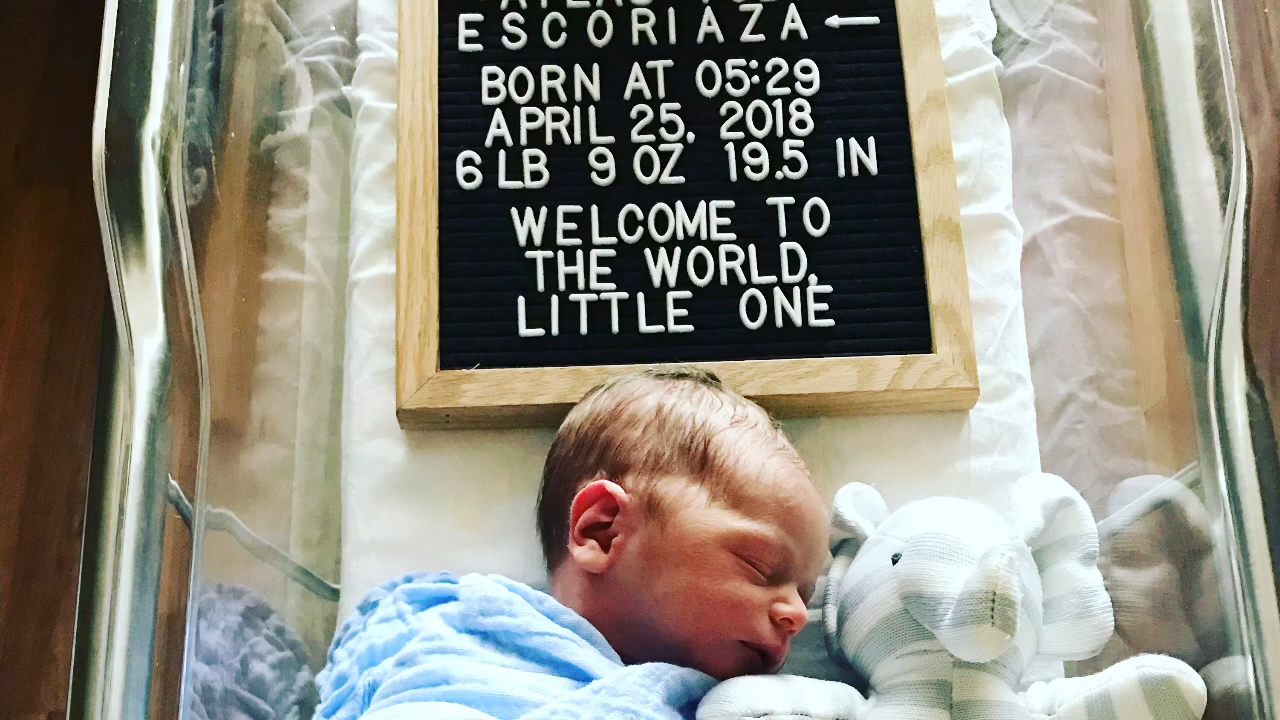 ESCORIAZA ←
BORN AT 05:29
APRIL 25. 2018
6 LB 9 OZ 19.5 IN
WELCOME TO
THE WORLD,
LITTLE ONE